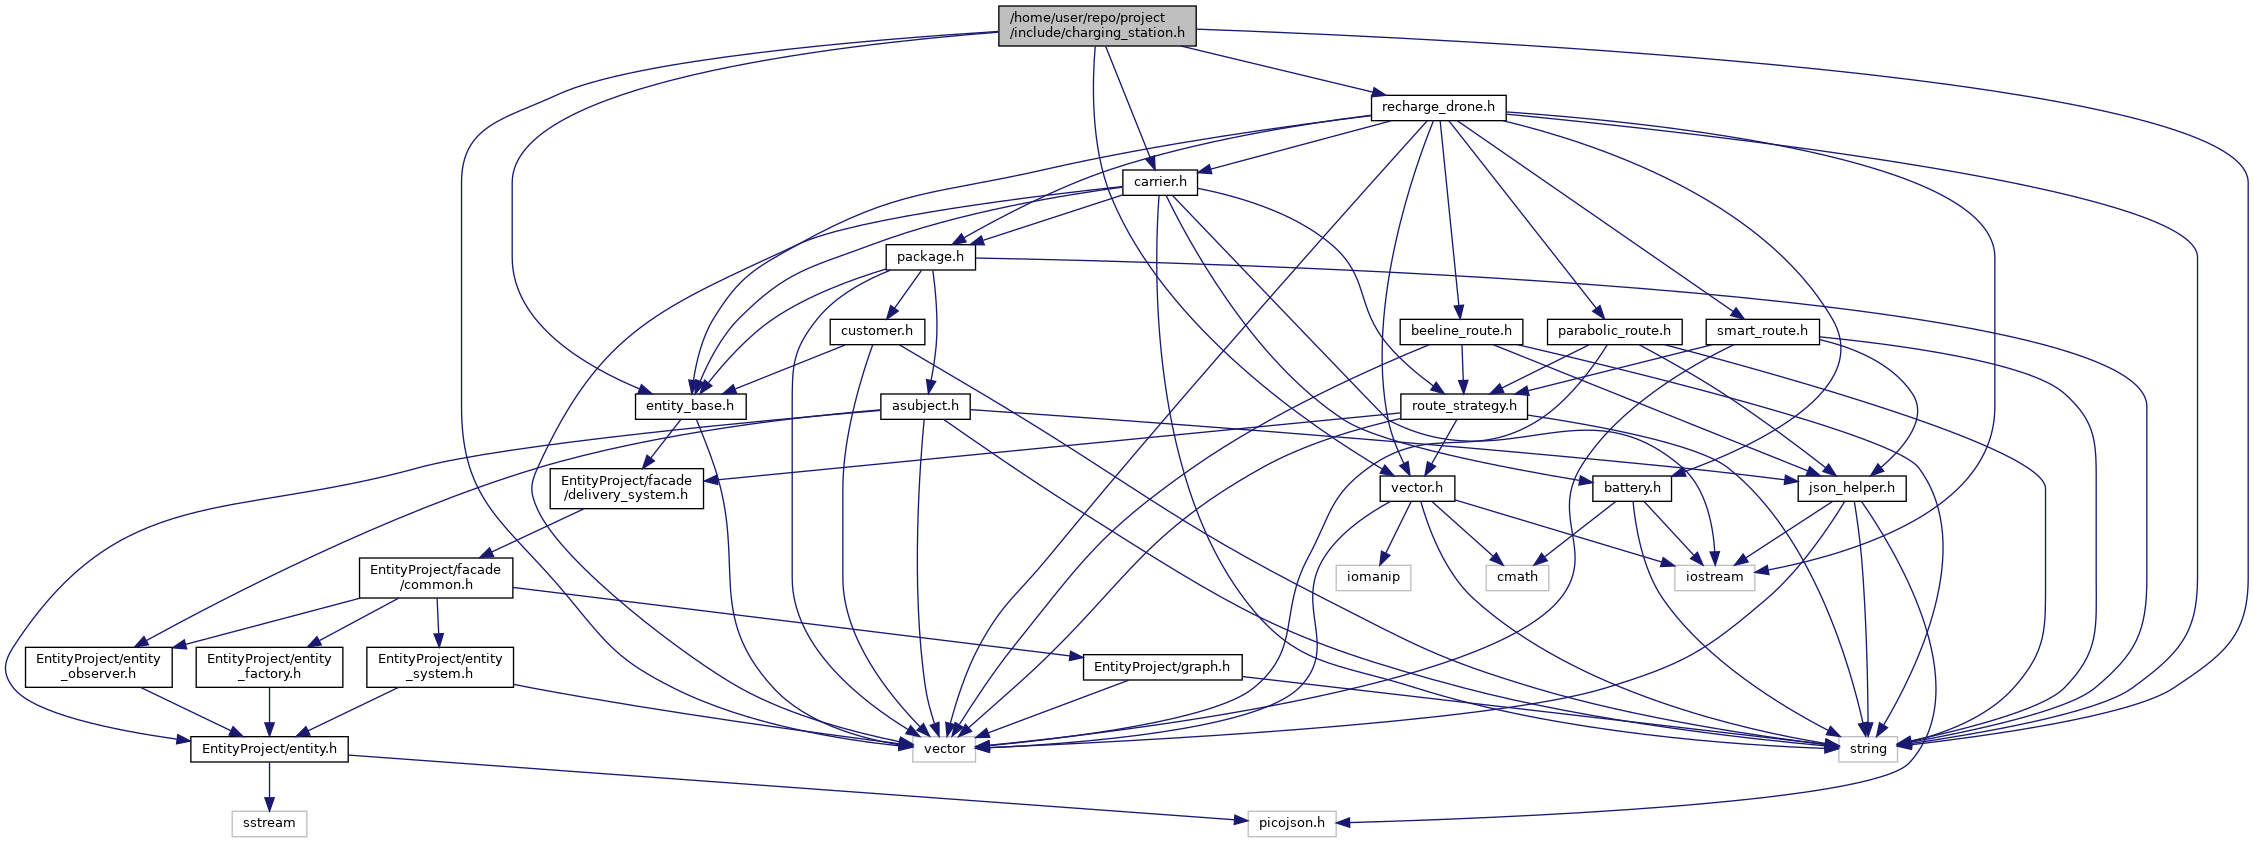 /home/user/repo/project
/include/charging_station.h
recharge_drone.h
carrier.h
package.h
customer.h
beeline_route.h
parabolic_route.h
smart_route.h
entity_base.h
asubject.h
route_strategy.h
EntityProject/facade
/delivery_system.h
vector.h
battery.h
json_helper.h
EntityProject/facade
/common.h
iomanip
cmath
iostream
EntityProject/entity
_observer.h
EntityProject/entity
_factory.h
EntityProject/entity
_system.h
EntityProject/graph.h
EntityProject/entity.h
vector
string
sstream
picojson.h